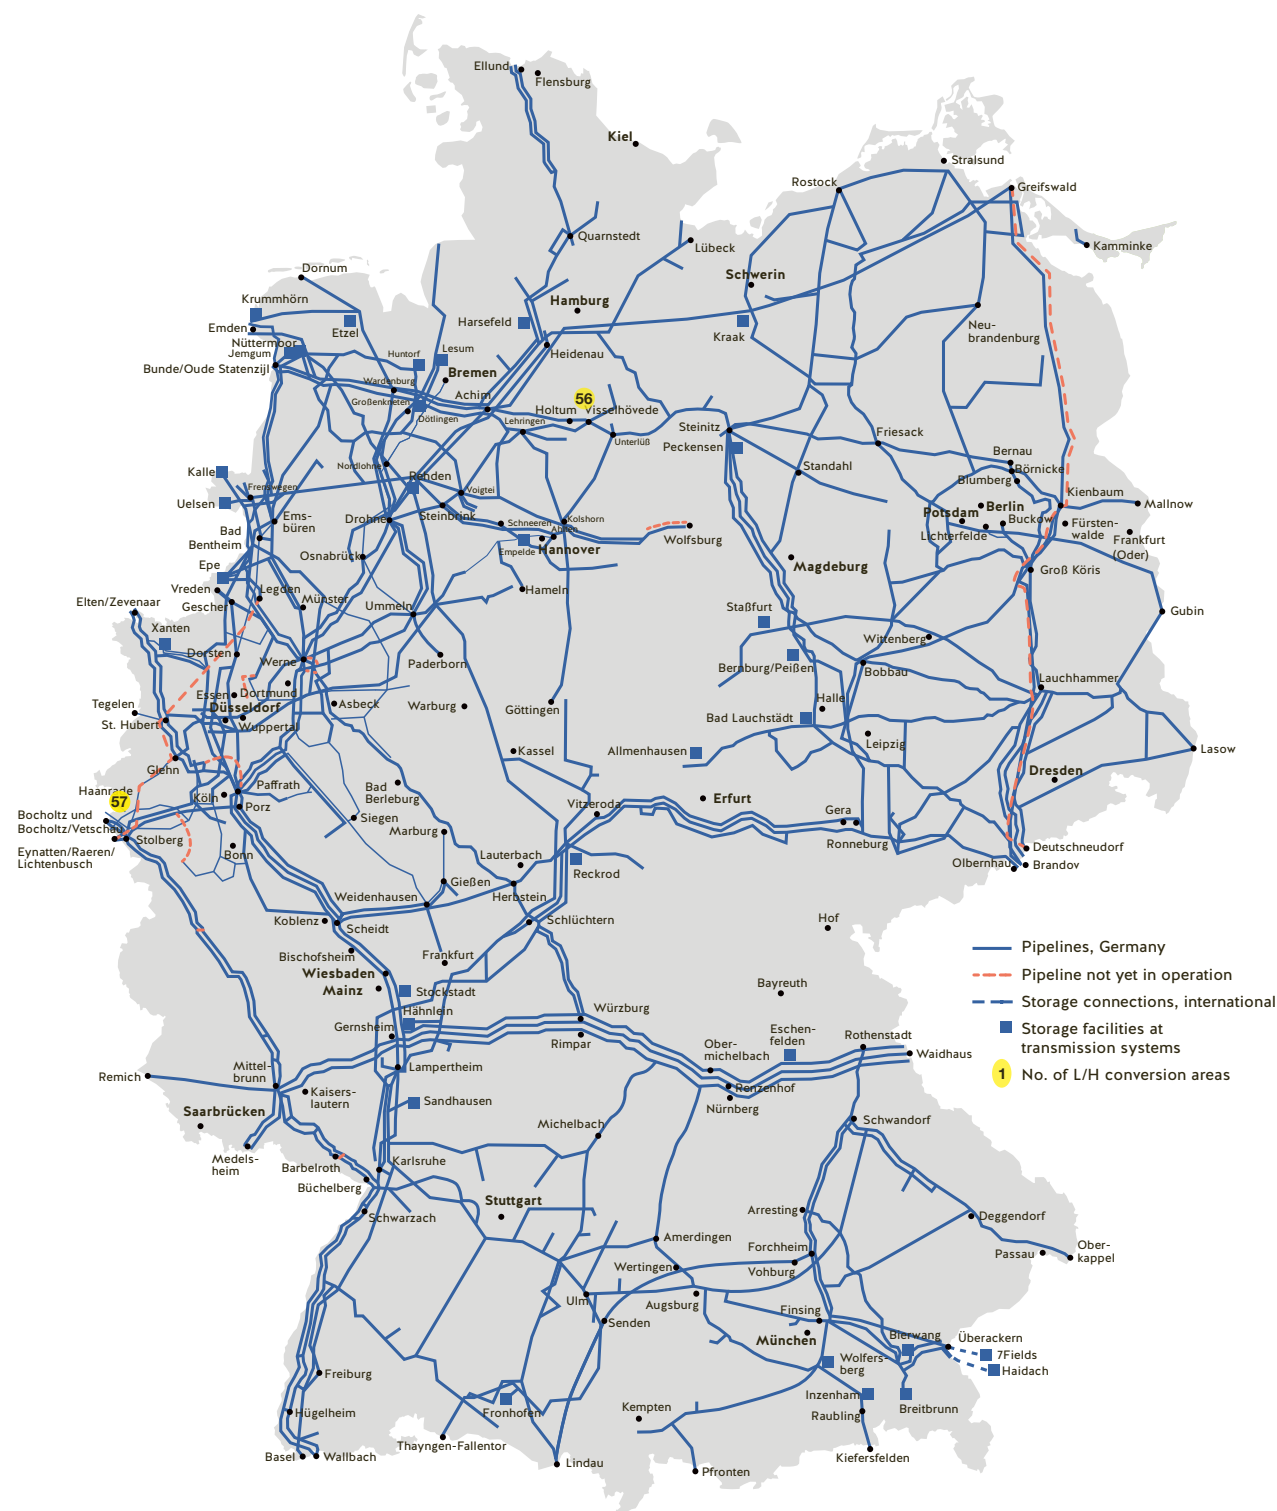 Ellund
Flensburg
Kiel
Stralsund
Rostock
Greifswald
Quarnstedt
Lübeck
Kamminke
Dornum
Schwerin
Krummhörn
Hamburg
Emden
Etzel
Harsefeld
Kraak
Neu-
brandenburg
Nüttermoor
Jemgum
Huntorf
Lesum
Heidenau
Bunde/Oude Statenzijl
Bremen
Wardenburg
Achim
56
Großenkneten
Holtum
Visselhövede
Dötlingen
Lehringen
Steinitz
Friesack
Unterlüß
Peckensen
Bernau
Nordlohne
Standahl
Börnicke
Kalle
Rehden
Blumberg
Frenswegen
Voigtei
Kienbaum
Uelsen
Berlin
Mallnow
Ems-
büren
Drohne
Steinbrink
Schneeren
Kolshorn
Potsdam
Buckow
Fürsten-
walde
Bad
Bentheim
Ahlten
Wolfsburg
Lichterfelde
Frankfurt
(Oder)
Empelde
Hannover
Osnabrück
Magdeburg
Epe
Groß Köris
Vreden
Legden
Hameln
Elten/Zevenaar
Gescher
Münster
Ummeln
Staßfurt
Gubin
Xanten
Wittenberg
Dorsten
Werne
Paderborn
Bernburg/Peißen
Bobbau
Lauchhammer
Essen
Dortmund
Tegelen
Düsseldorf
Asbeck
Warburg
Göttingen
Halle
St. Hubert
Wuppertal
Bad Lauchstädt
Leipzig
Kassel
Allmenhausen
Lasow
Glehn
Dresden
Haanrade
Paffrath
Bad
Berleburg
57
Köln
Erfurt
Vitzeroda
Porz
Gera
Bocholtz und
Bocholtz/Vetschau
Siegen
Marburg
Stolberg
Ronneburg
Eynatten/Raeren/
Lichtenbusch
Bonn
Lauterbach
Deutschneudorf
Olbernhau
Brandov
Reckrod
Gießen
Weidenhausen
Herbstein
Hof
Koblenz
Scheidt
Schlüchtern
Pipelines, Germany
Bischofsheim
Frankfurt
Wiesbaden
Pipeline not yet in operation
Mainz
Stockstadt
Bayreuth
Storage connections, international
Hähnlein
Würzburg
Gernsheim
Eschen-
felden
Storage facilities at
transmission systems
Rimpar
Ober-
michelbach
Rothenstadt
Waidhaus
Mittel-
brunn
Lampertheim
Remich
1
No. of L/H conversion areas
Kaisers-
lautern
Renzenhof
Sandhausen
Nürnberg
Saarbrücken
Michelbach
Schwandorf
Medels-
heim
Barbelroth
Karlsruhe
Büchelberg
Stuttgart
Schwarzach
Arresting
Deggendorf
Amerdingen
Forchheim
Passau
Ober-
kappel
Wertingen
Vohburg
Ulm
Augsburg
Senden
Finsing
München
Bierwang
Überackern
7Fields
Wolfers-
berg
Haidach
Freiburg
Inzenham
Hügelheim
Fronhofen
Kempten
Raubling
Breitbrunn
Thayngen-Fallentor
Basel
Wallbach
Lindau
Kiefersfelden
Pfronten